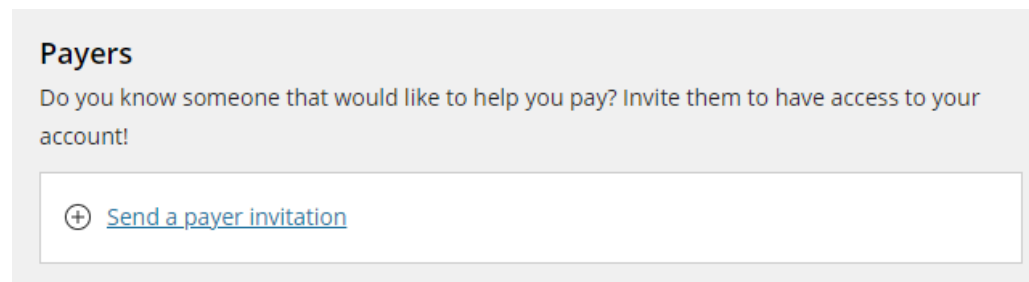 Payers
Do you know someone that would like to help you pay? Invite them to have access to your
account!
Send a payer invitation